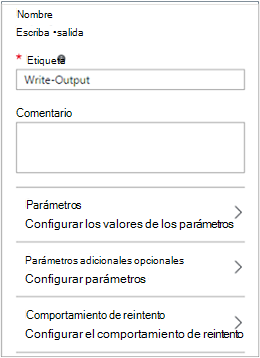 Nombre
Escriba •salida
* Etiqueta
Write-Output
Comentario
Parámetros
Configurar los valores de los parámetros
Parámetros adicionales opcionales
Configurar parámetros
Comportamiento de reintento
Configurar el comportamiento de reintento